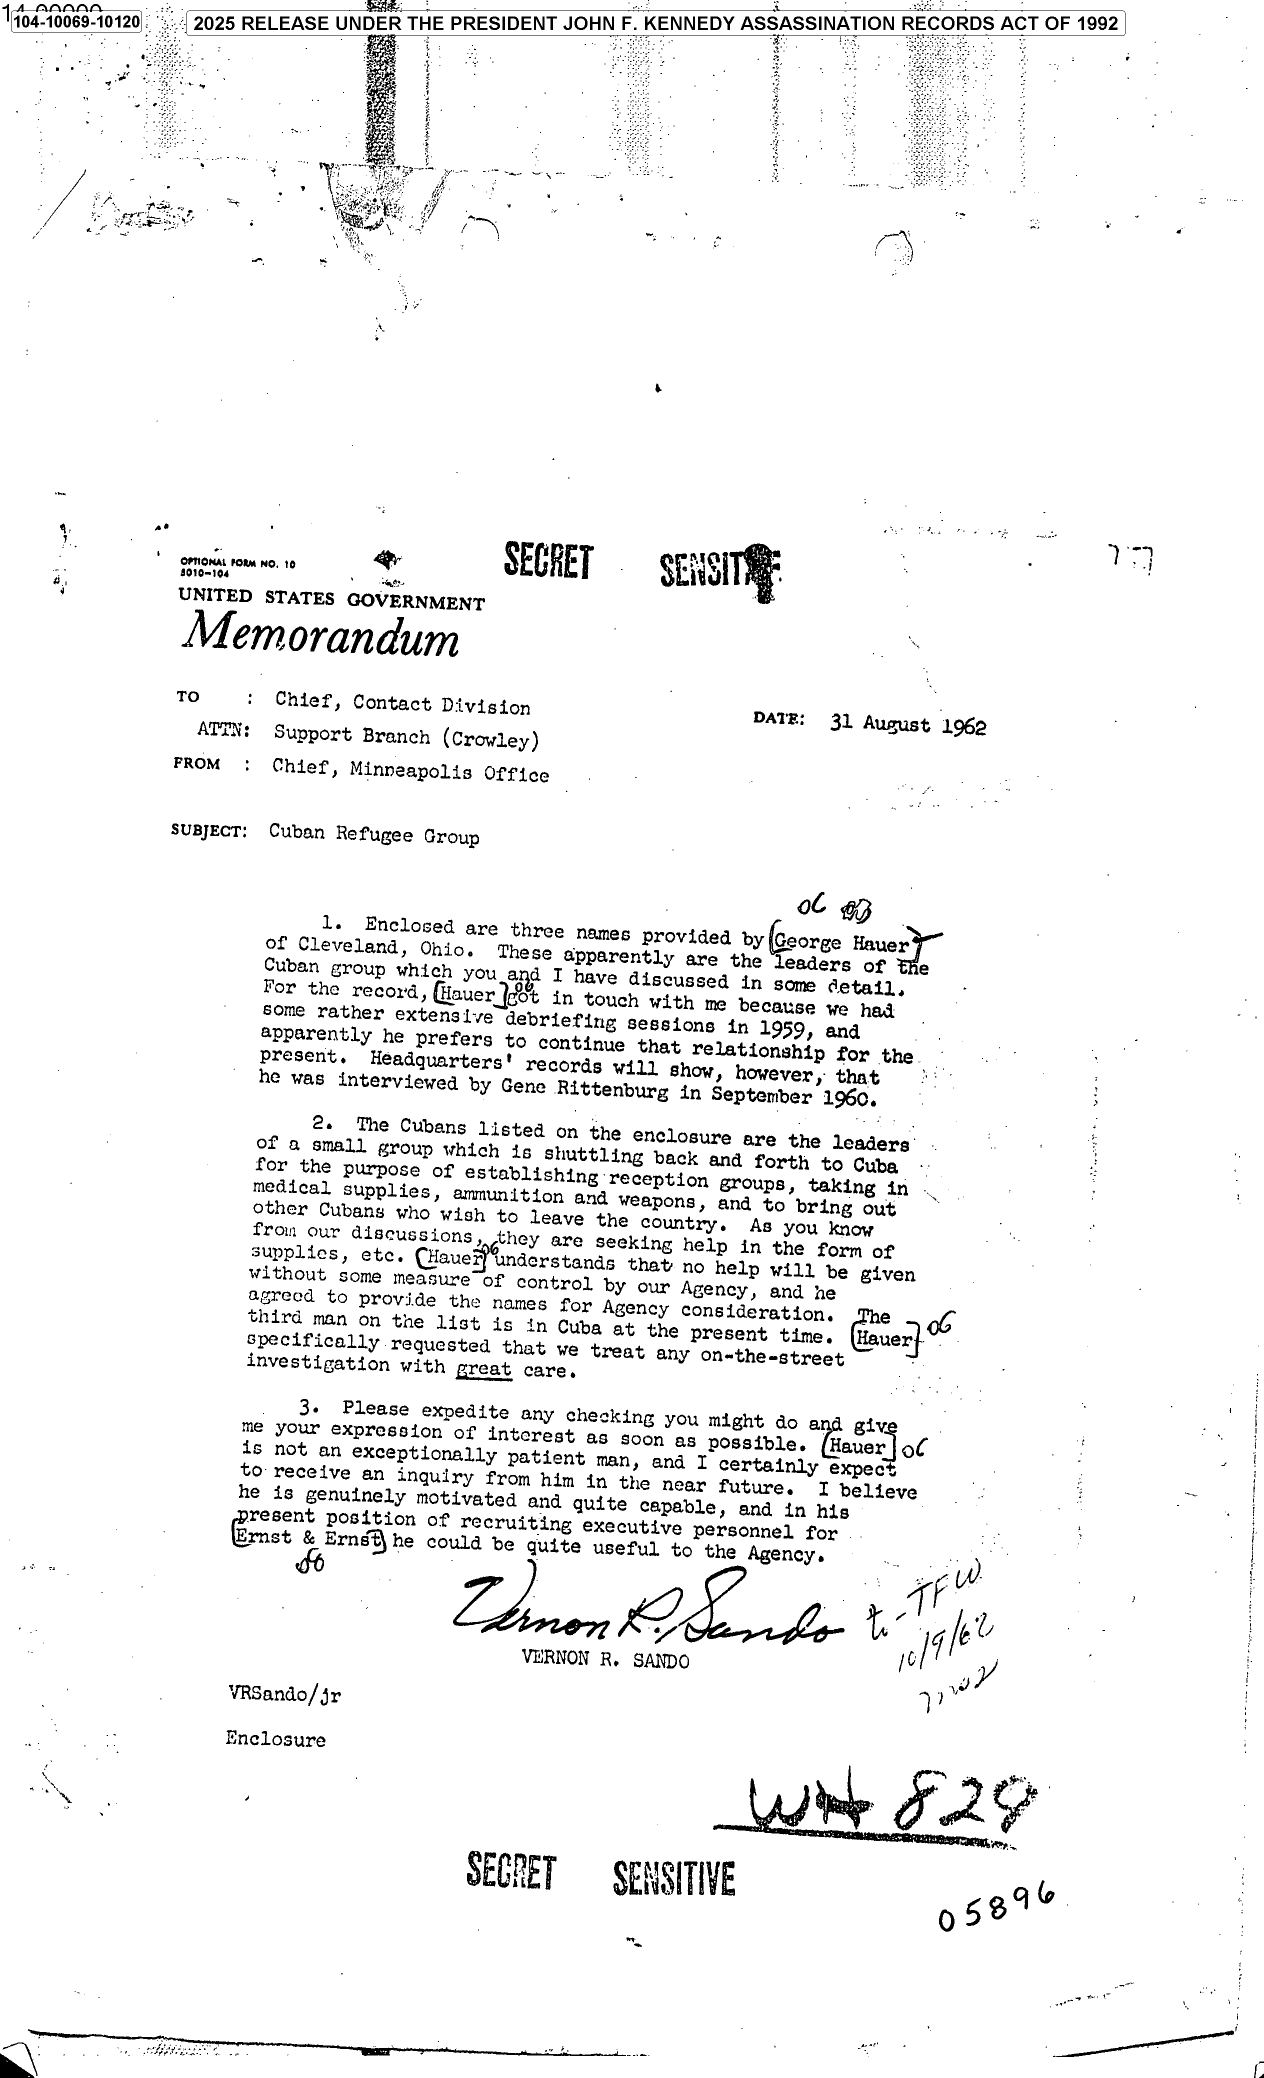 104-10069-10120
2025 RELEASE UNDER THE PRESIDENT JOHN F. KENNEDY ASSASSINATION RECORDS ACT OF 1992
OPTIONAL FORM NO. 10
5010-104
SECRET SENSITIVE
UNITED STATES GOVERNMENT
Memorandum
TO : Chief, Contact Division
DATE: 31 August 1962
ATTN: Support Branch (Crowley)
FROM : Chief, Minneapolis Office
SUBJECT: Cuban Refugee Group
06
1. Enclosed are three names provided by [George Hauer]
of Cleveland, Ohio. These apparently are the leaders of the
Cuban group which you and I have discussed in some detail.
For the record, [Hauer] 06 got in touch with me because we had
some rather extensive debriefing sessions in 1959, and
apparently he prefers to continue that relationship for the
present. Headquarters' records will show, however, that
he was interviewed by Gene Rittenburg in September 1960.
2. The Cubans listed on the enclosure are the leaders
of a small group which is shuttling back and forth to Cuba
for the purpose of establishing reception groups, taking in
medical supplies, ammunition and weapons, and to bring out
other Cubans who wish to leave the country. As you know
from our discussions, they are seeking help in the form of
supplies, etc. [Hauer] 06 understands that no help will be given
without some measure of control by our Agency, and he
agreed to provide the names for Agency consideration. The
third man on the list is in Cuba at the present time. [Hauer] 06
specifically requested that we treat any on-the-street
investigation with great care.
3. Please expedite any checking you might do and give
me your expression of interest as soon as possible. [Hauer] 06
is not an exceptionally patient man, and I certainly expect
to receive an inquiry from him in the near future. I believe
he is genuinely motivated and quite capable, and in his
present position of recruiting executive personnel for
[Ernst & Ernst] he could be quite useful to the Agency.
06
Vernon R. Sando
to - TFW
10/9/62
VERNON R. SANDO
VRSando/jr
Enclosure
WH 829
SECRET SENSITIVE
05896